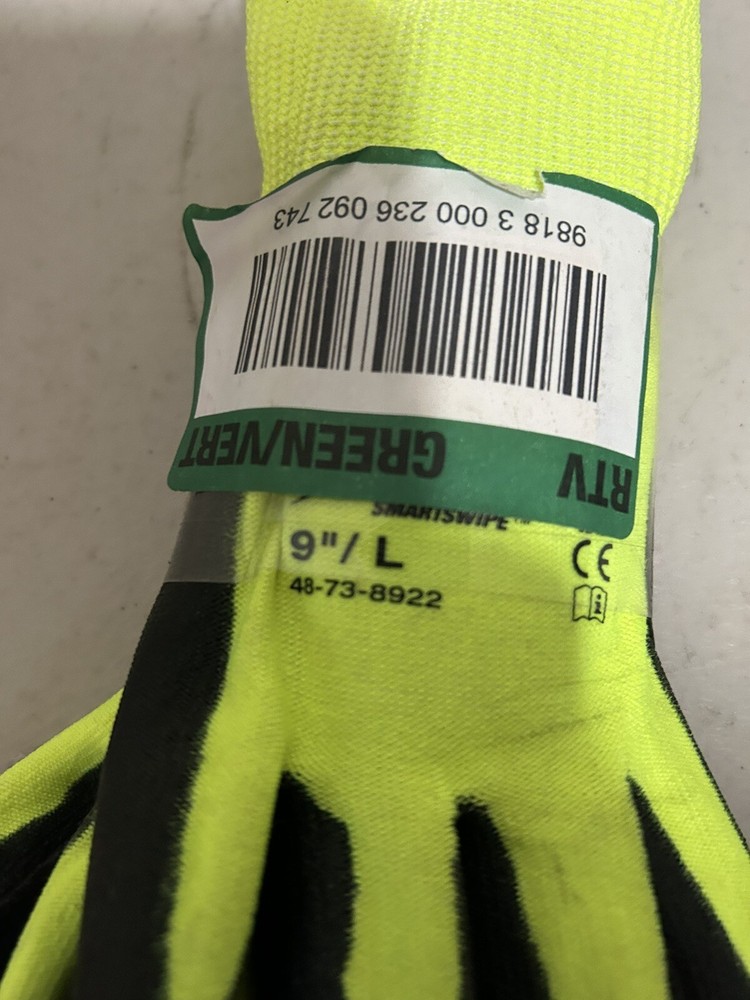 9818 3 000 236 092 743
GREEN/VERT
RTV
SMARTSWIPE™
9"/ L
CE
48-73-8922
i